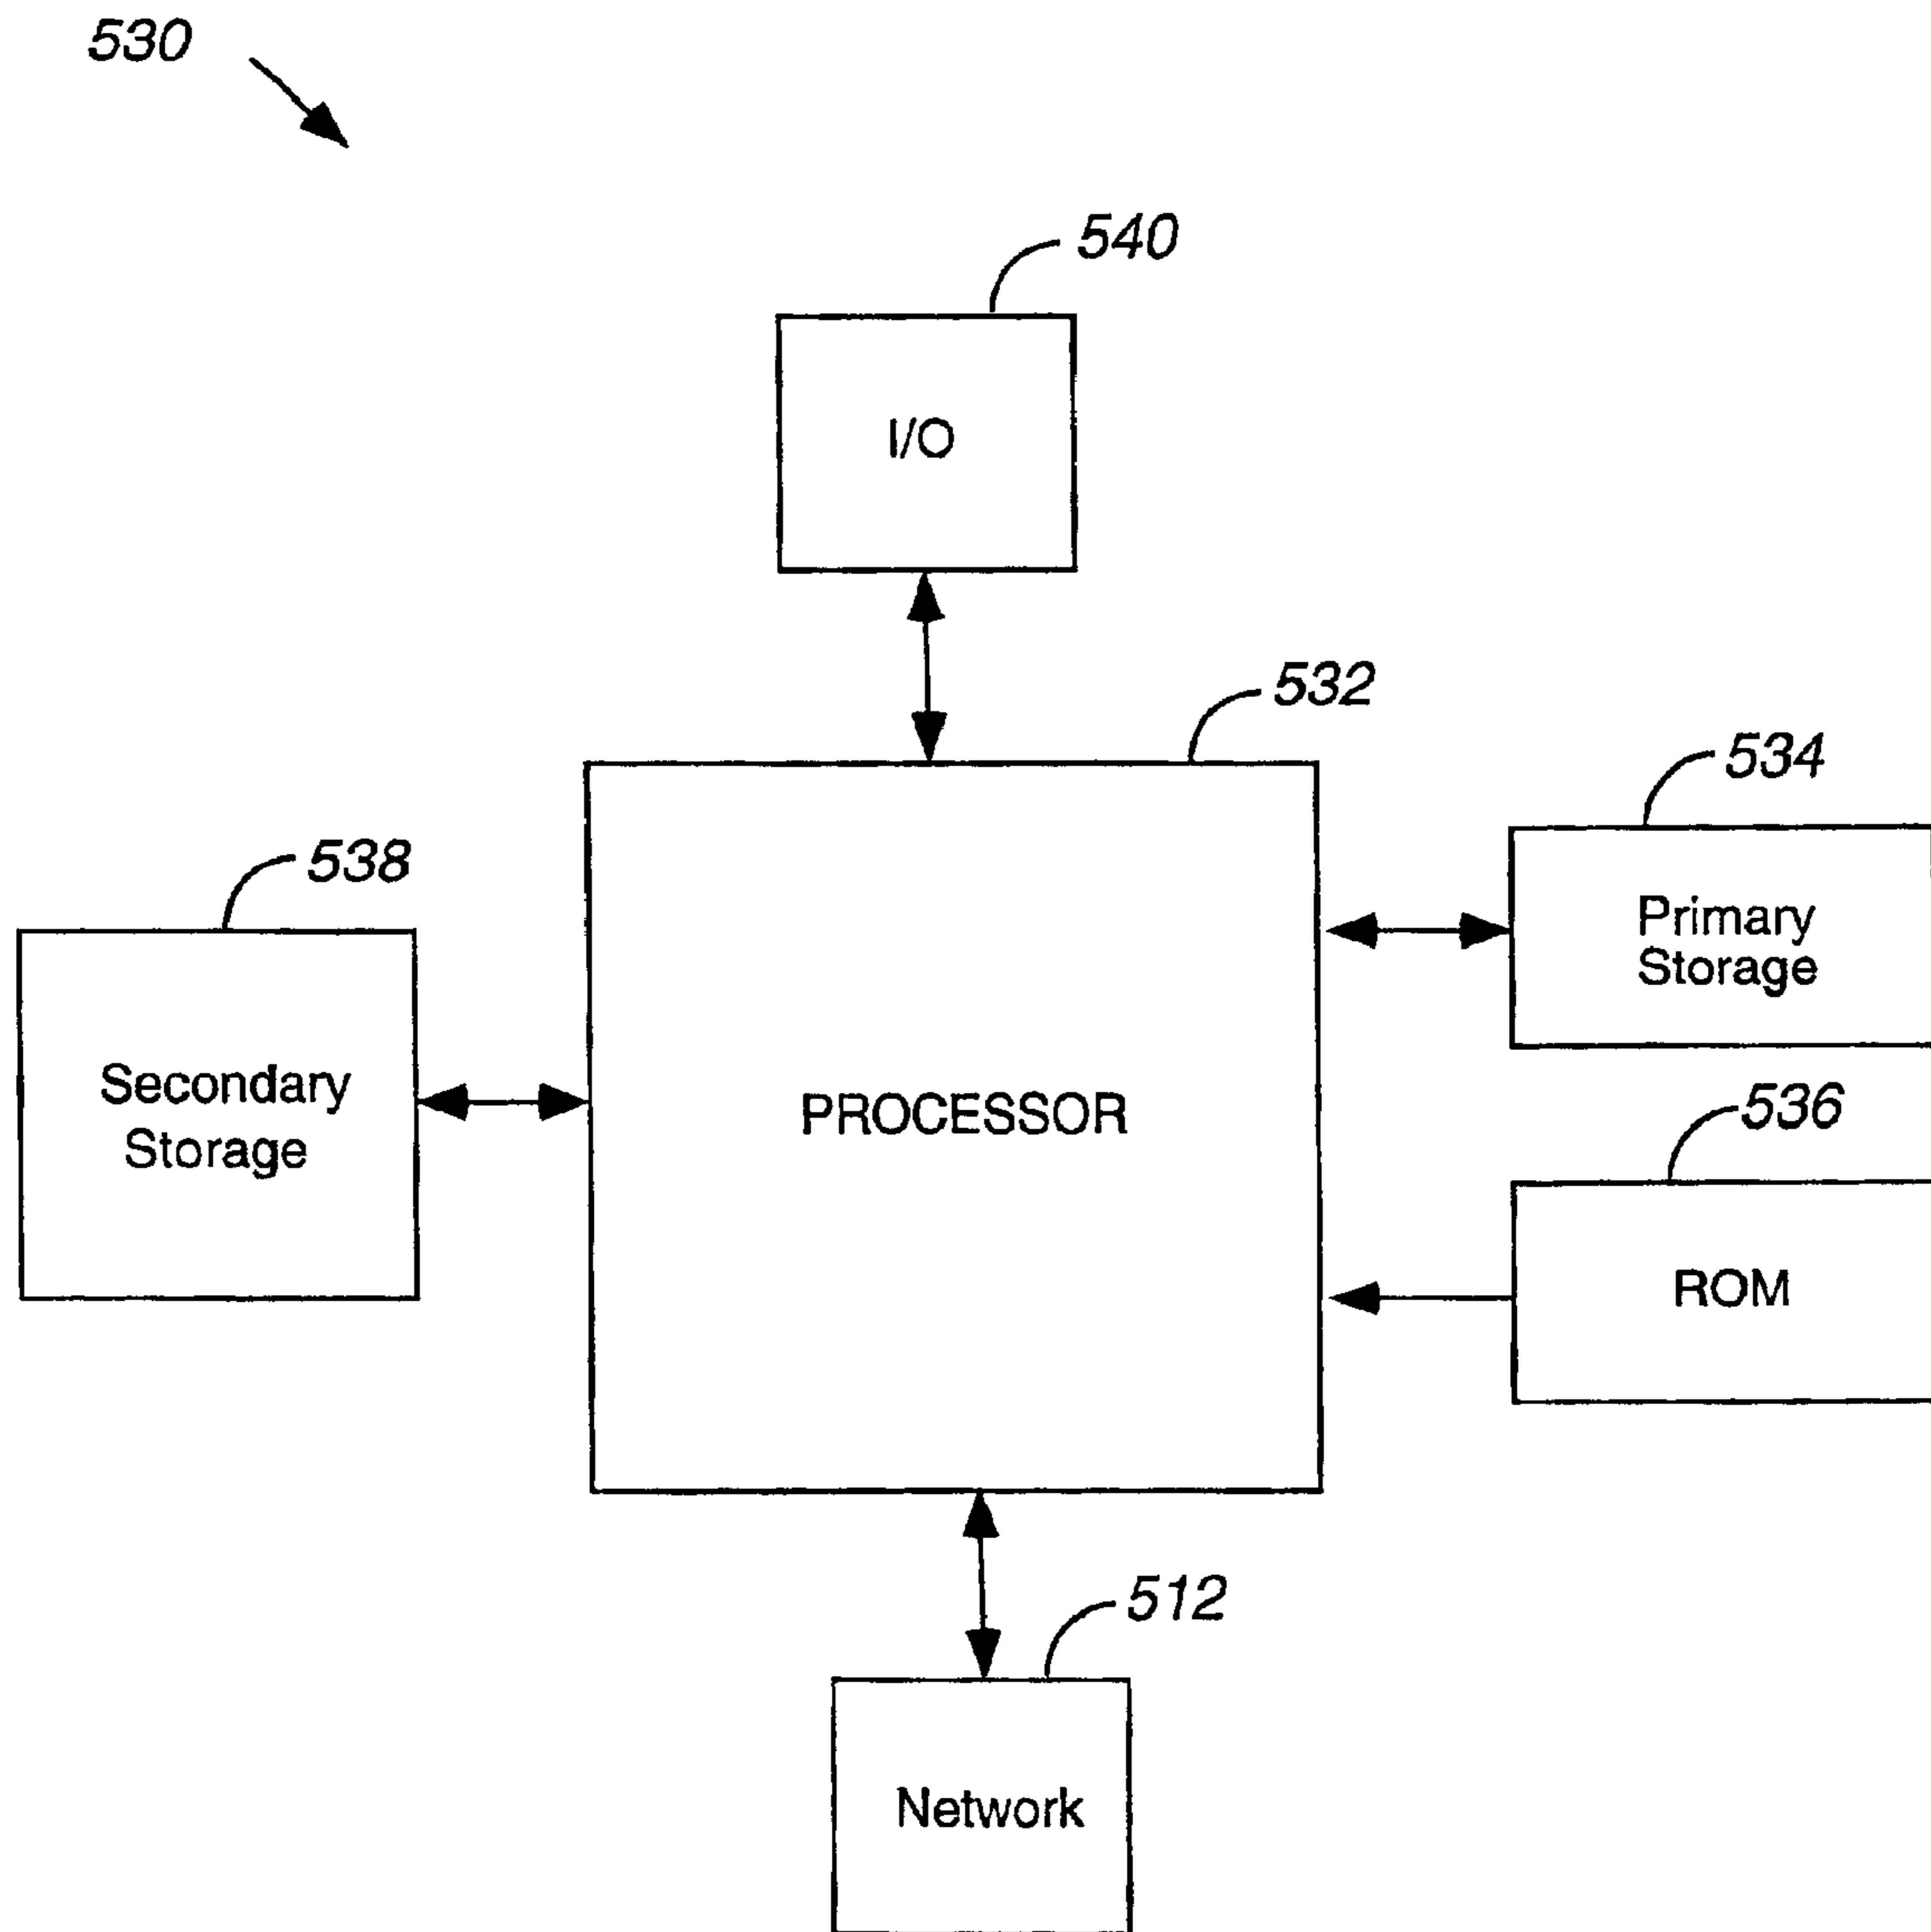 530
540
I/O
532
534
538
Primary
Storage
Secondary
Storage
PROCESSOR
536
ROM
512
Network